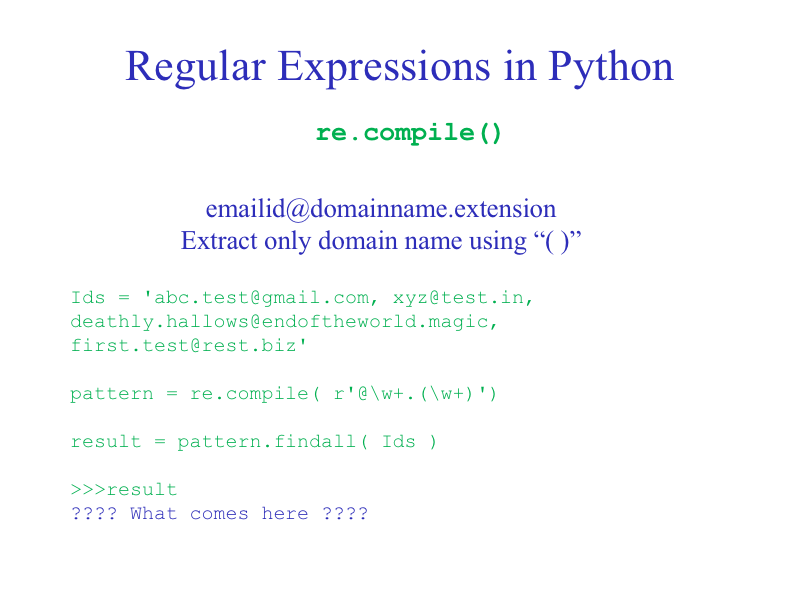 Regular Expressions in Python
re.compile()
emailid@domainname.extension
Extract only domain name using “( )”
Ids = 'abc.test@gmail.com, xyz@test.in,
deathly.hallows@endoftheworld.magic,
first.test@rest.biz'
pattern = re.compile( r'@\w+.(\w+)')
result = pattern.findall( Ids )
>>>result
???? What comes here ????